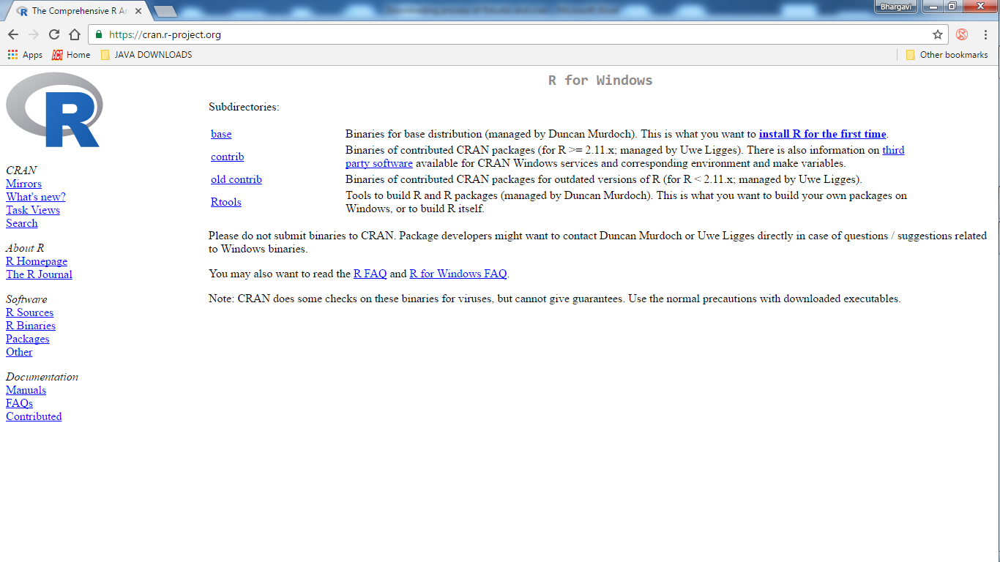 The Comprehensive R Ar
Bhargavi
https://cran.r-project.org
Apps
ACT
Home
JAVA DOWNLOADS
Other bookmarks
R
CRAN
Mirrors
What's new?
Task Views
Search
About R
R Homepage
The R Journal
Software
R Sources
R Binaries
Packages
Other
Documentation
Manuals
FAQs
Contributed
R for Windows
Subdirectories:
base Binaries for base distribution (managed by Duncan Murdoch). This is what you want to install R for the first time.
contrib Binaries of contributed CRAN packages (for R >= 2.11.x; managed by Uwe Ligges). There is also information on third
party software available for CRAN Windows services and corresponding environment and make variables.
old contrib Binaries of contributed CRAN packages for outdated versions of R (for R < 2.11.x; managed by Uwe Ligges).
Rtools Tools to build R and R packages (managed by Duncan Murdoch). This is what you want to build your own packages on
Windows, or to build R itself.
Please do not submit binaries to CRAN. Package developers might want to contact Duncan Murdoch or Uwe Ligges directly in case of questions / suggestions related
to Windows binaries.
You may also want to read the R FAQ and R for Windows FAQ.
Note: CRAN does some checks on these binaries for viruses, but cannot give guarantees. Use the normal precautions with downloaded executables.